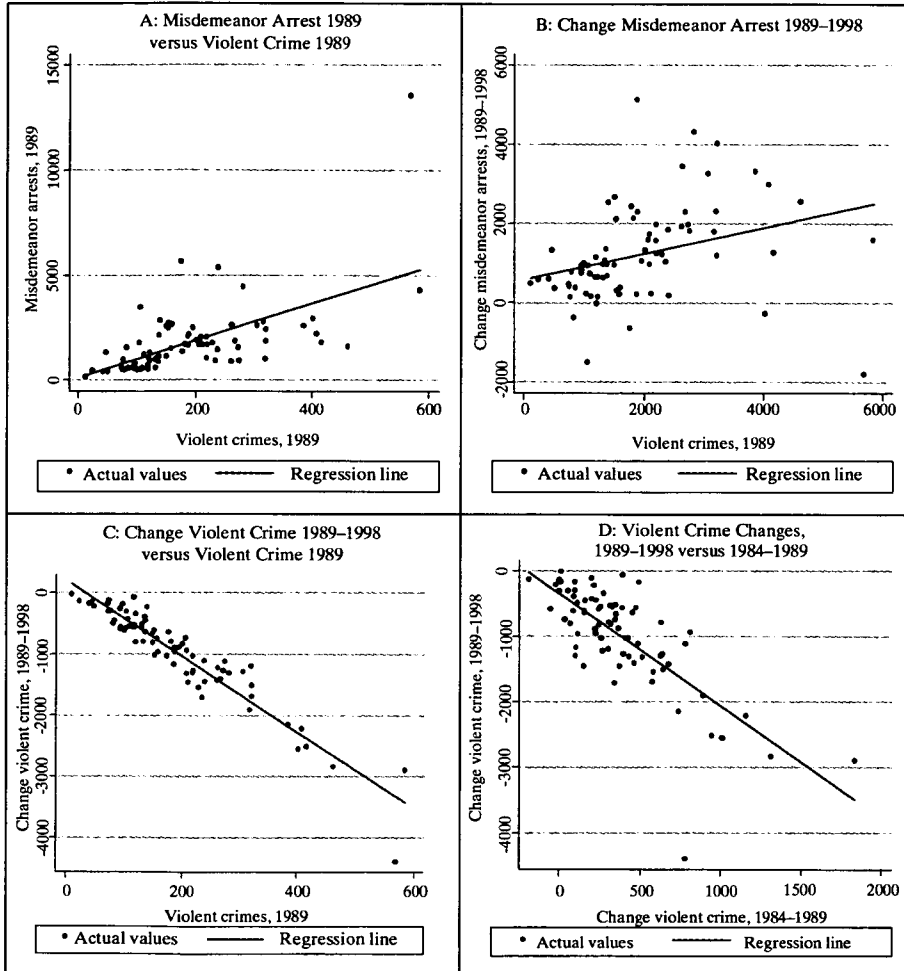 A: Misdemeanor Arrest 1989
versus Violent Crime 1989
Misdemeanor arrests, 1989
15000
10000
5000
0
0 200 400 600
Violent crimes, 1989
Actual values Regression line
B: Change Misdemeanor Arrest 1989–1998
Change misdemeanor arrests, 1989–1998
6000
4000
2000
0
-2000
0 2000 4000 6000
Violent crimes, 1989
Actual values Regression line
C: Change Violent Crime 1989–1998
versus Violent Crime 1989
Change violent crime, 1989–1998
0
-1000
-2000
-3000
-4000
0 200 400 600
Violent crimes, 1989
Actual values Regression line
D: Violent Crime Changes,
1989–1998 versus 1984–1989
Change violent crime, 1989–1998
0
-1000
-2000
-3000
-4000
0 500 1000 1500 2000
Change violent crime, 1984–1989
Actual values Regression line